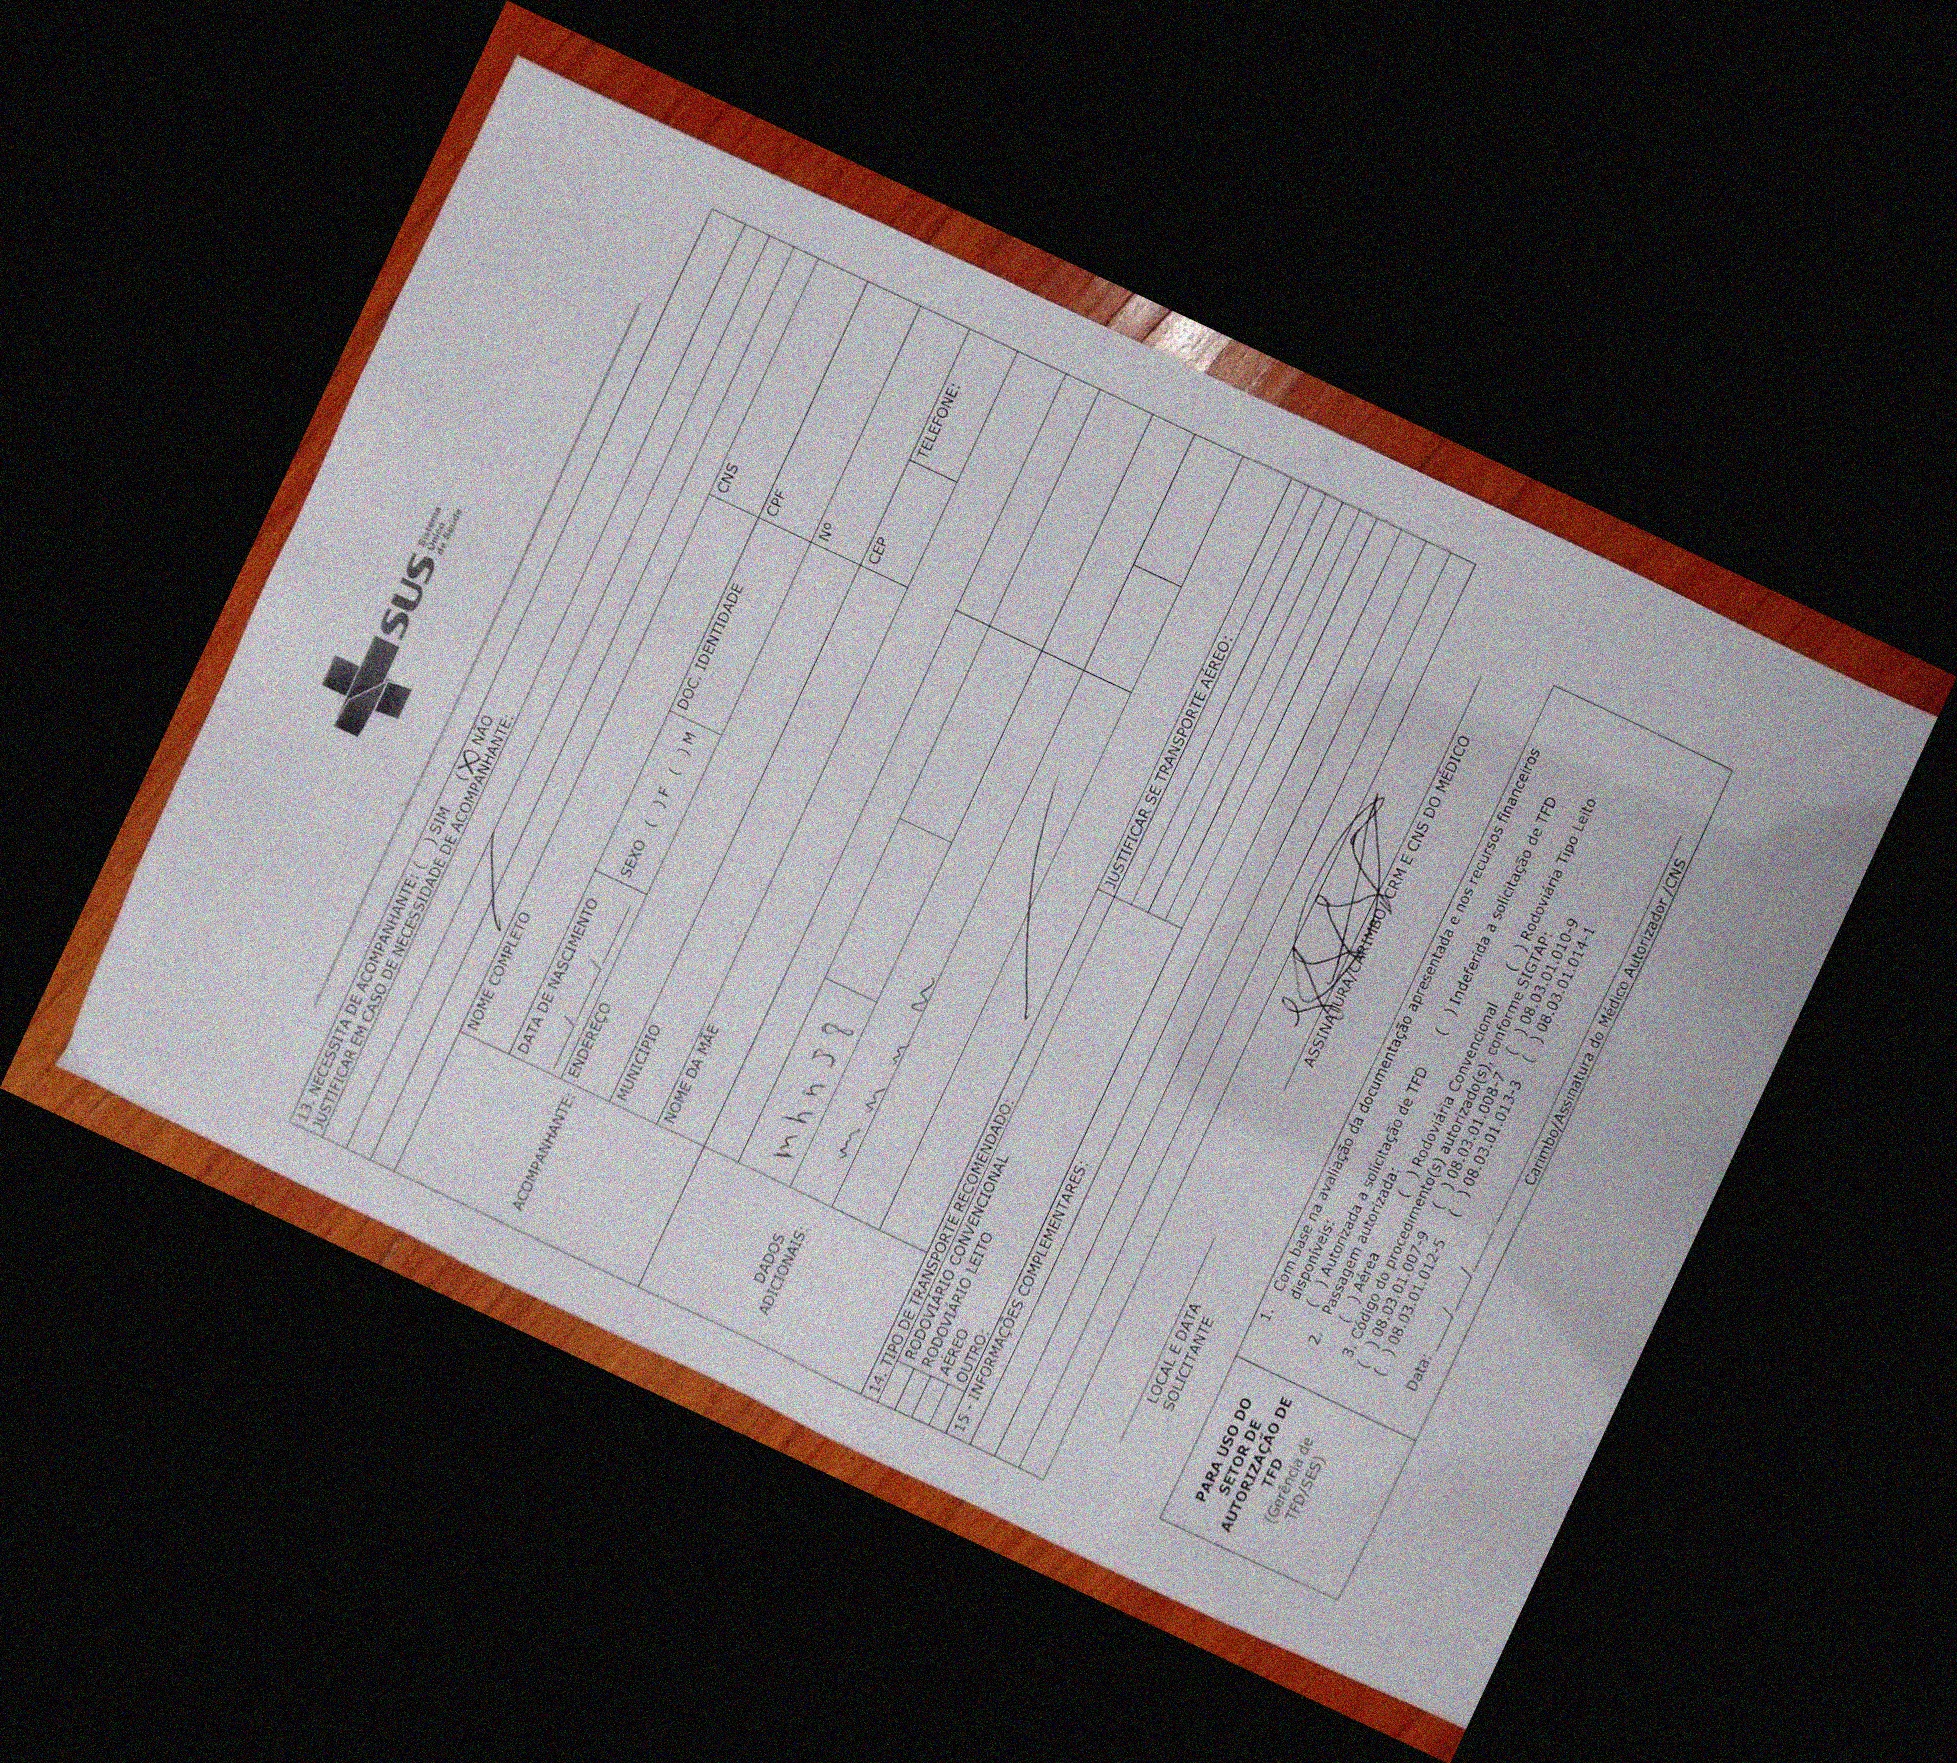 SUS
Sistema
Único
de Saúde
13. NECESSITA DE ACOMPANHANTE: ( ) SIM (X) NÃO
JUSTIFICAR EM CASO DE NECESSIDADE DE ACOMPANHANTE:
ACOMPANHANTE:
NOME COMPLETO
CNS
DATA DE NASCIMENTO
/ /
SEXO ( ) F ( ) M
DOC. IDENTIDADE
CPF
ENDEREÇO
Nº
MUNICÍPIO
CEP
TELEFONE:
NOME DA MÃE
DADOS
ADICIONAIS:
14. TIPO DE TRANSPORTE RECOMENDADO:
RODOVIÁRIO CONVENCIONAL
RODOVIÁRIO LEITO
AEREO
OUTRO:
JUSTIFICAR SE TRANSPORTE AÉREO:
15 - INFORMAÇÕES COMPLEMENTARES:
LOCAL E DATA
SOLICITANTE
ASSINATURA/CARIMBO/CRM E CNS DO MÉDICO
PARA USO DO
SETOR DE
AUTORIZAÇÃO DE
TFD
(Gerência de
TFD/SES)
1. Com base na avaliação da documentação apresentada e nos recursos financeiros
disponíveis:
( ) Autorizada a solicitação de TFD ( ) Indeferida a solicitação de TFD
2. Passagem autorizada:
( ) Aérea ( ) Rodoviária Convencional ( ) Rodoviária Tipo Leito
3. Código do procedimento(s) autorizado(s), conforme SIGTAP:
( ) 08.03.01.007-9 ( ) 08.03.01.008-7 ( ) 08.03.01.010-9
( ) 08.03.01.012-5 ( ) 08.03.01.013-3 ( ) 08.03.01.014-1
Data: ____/____/____
Carimbo/Assinatura do Médico Autorizador /CNS